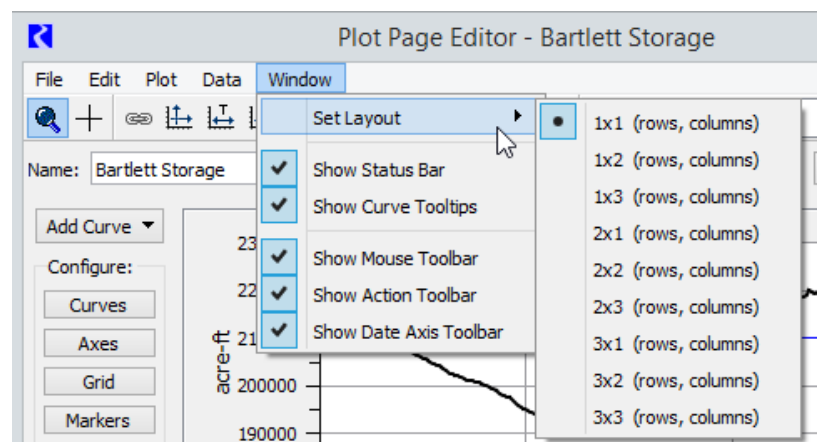 Plot Page Editor - Bartlett Storage
File Edit Plot Data Window
Set Layout
Show Status Bar
Show Curve Tooltips
Show Mouse Toolbar
Show Action Toolbar
Show Date Axis Toolbar
1x1 (rows, columns)
1x2 (rows, columns)
1x3 (rows, columns)
2x1 (rows, columns)
2x2 (rows, columns)
2x3 (rows, columns)
3x1 (rows, columns)
3x2 (rows, columns)
3x3 (rows, columns)
Name: Bartlett Storage
Add Curve
Configure:
Curves
Axes
Grid
Markers
acre-ft
23
22
21
200000
190000